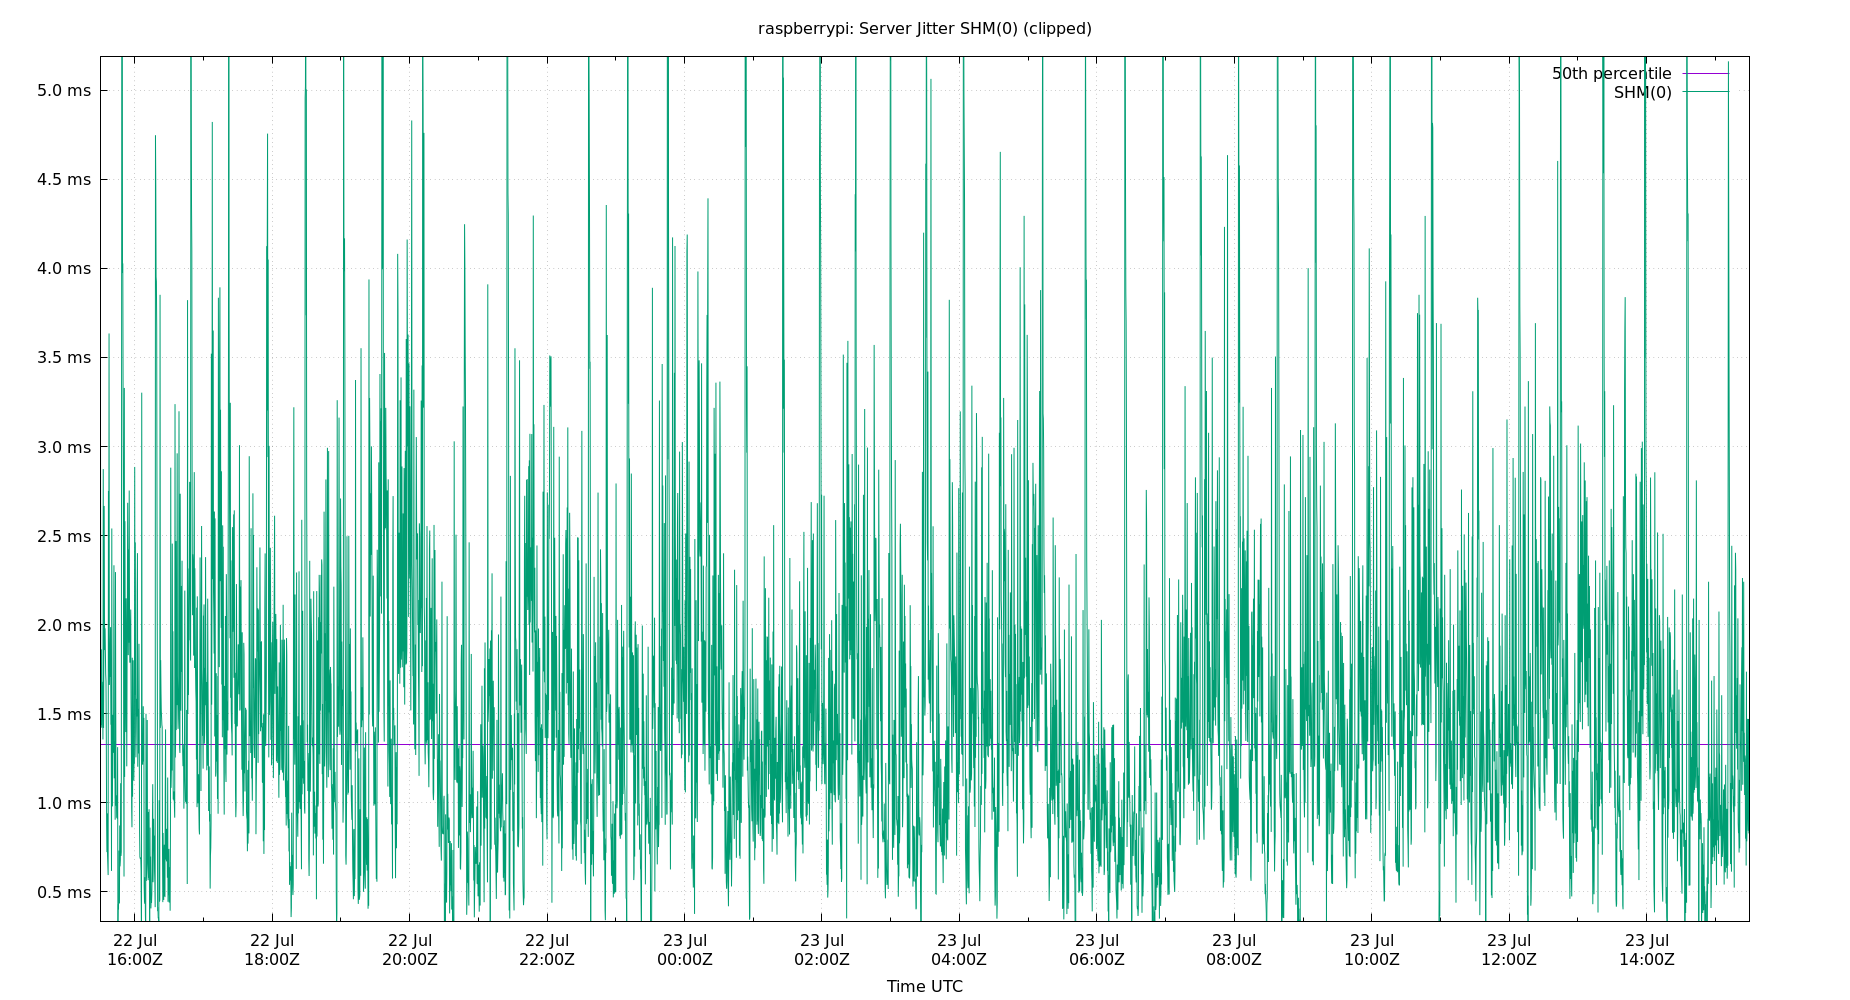 raspberrypi: Server Jitter SHM(0) (clipped)
50th percentile
SHM(0)
5.0 ms
4.5 ms
4.0 ms
3.5 ms
3.0 ms
2.5 ms
2.0 ms
1.5 ms
1.0 ms
0.5 ms
22 Jul 22 Jul 22 Jul 22 Jul 23 Jul 23 Jul 23 Jul 23 Jul 23 Jul 23 Jul 23 Jul 23 Jul
16:00Z 18:00Z 20:00Z 22:00Z 00:00Z 02:00Z 04:00Z 06:00Z 08:00Z 10:00Z 12:00Z 14:00Z
Time UTC